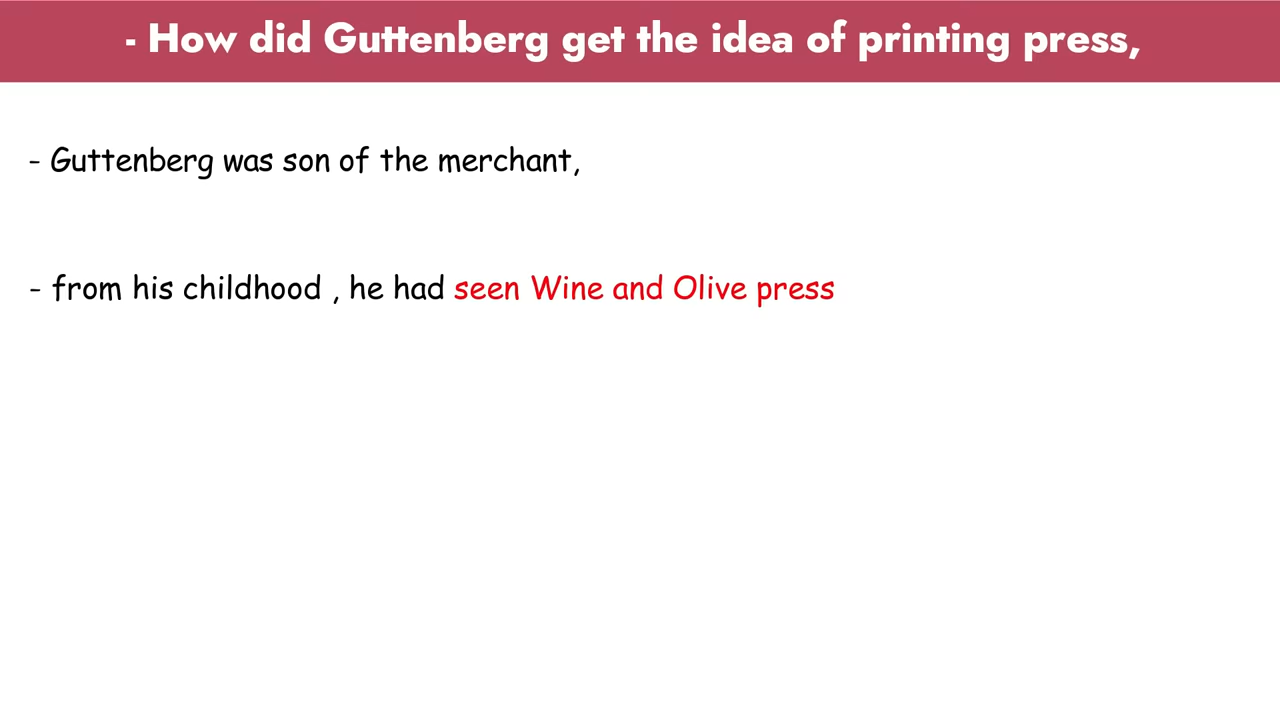 - How did Guttenberg get the idea of printing press,
- Guttenberg was son of the merchant,
- from his childhood , he had seen Wine and Olive press